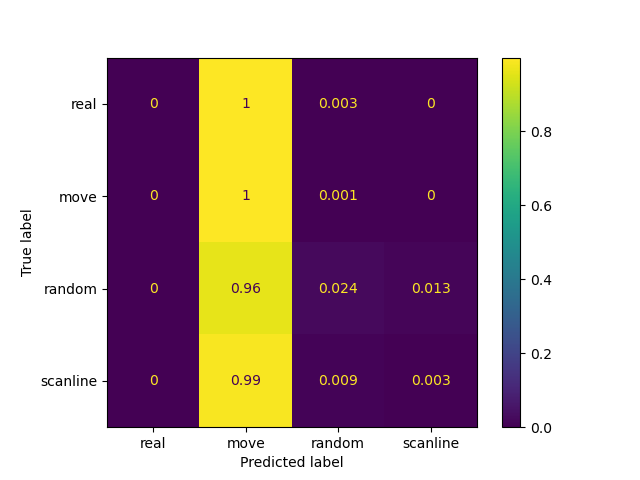 real 0 1 0.003 0
move 0 1 0.001 0
random 0 0.96 0.024 0.013
scanline 0 0.99 0.009 0.003
real move random scanline
Predicted label
True label
0.8
0.6
0.4
0.2
0.0